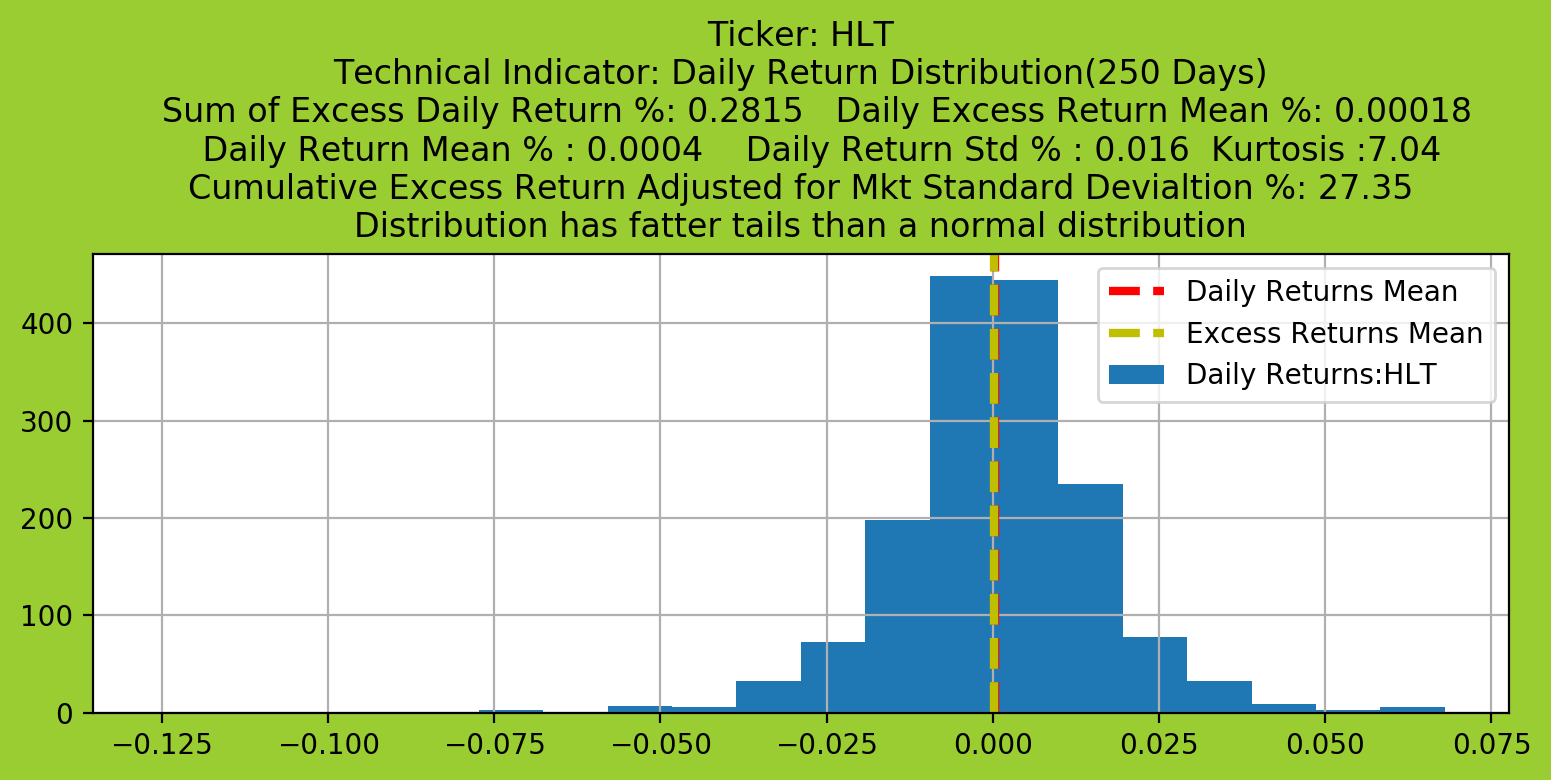 Ticker: HLT
Technical Indicator: Daily Return Distribution(250 Days)
Sum of Excess Daily Return %: 0.2815   Daily Excess Return Mean %: 0.00018
Daily Return Mean % : 0.0004    Daily Return Std % : 0.016  Kurtosis :7.04
Cumulative Excess Return Adjusted for Mkt Standard Devialtion %: 27.35
Distribution has fatter tails than a normal distribution
Daily Returns Mean
Excess Returns Mean
Daily Returns:HLT
400
300
200
100
0
−0.125 −0.100 −0.075 −0.050 −0.025 0.000 0.025 0.050 0.075